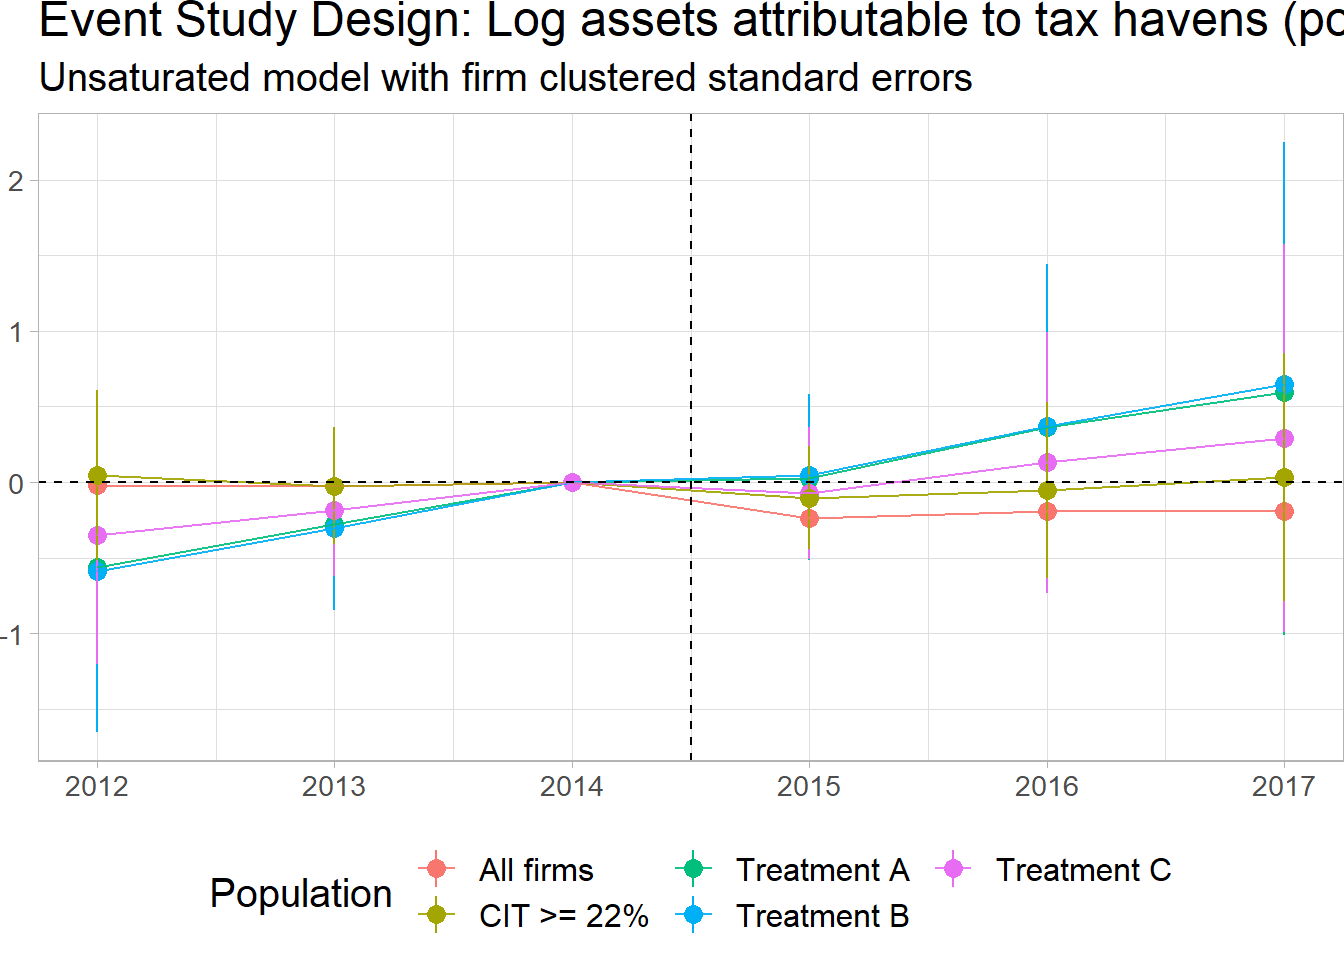 Event Study Design: Log assets attributable to tax havens (po
Unsaturated model with firm clustered standard errors
2
1
0
-1
2012 2013 2014 2015 2016 2017
Population
All firms
Treatment A
Treatment C
CIT >= 22%
Treatment B